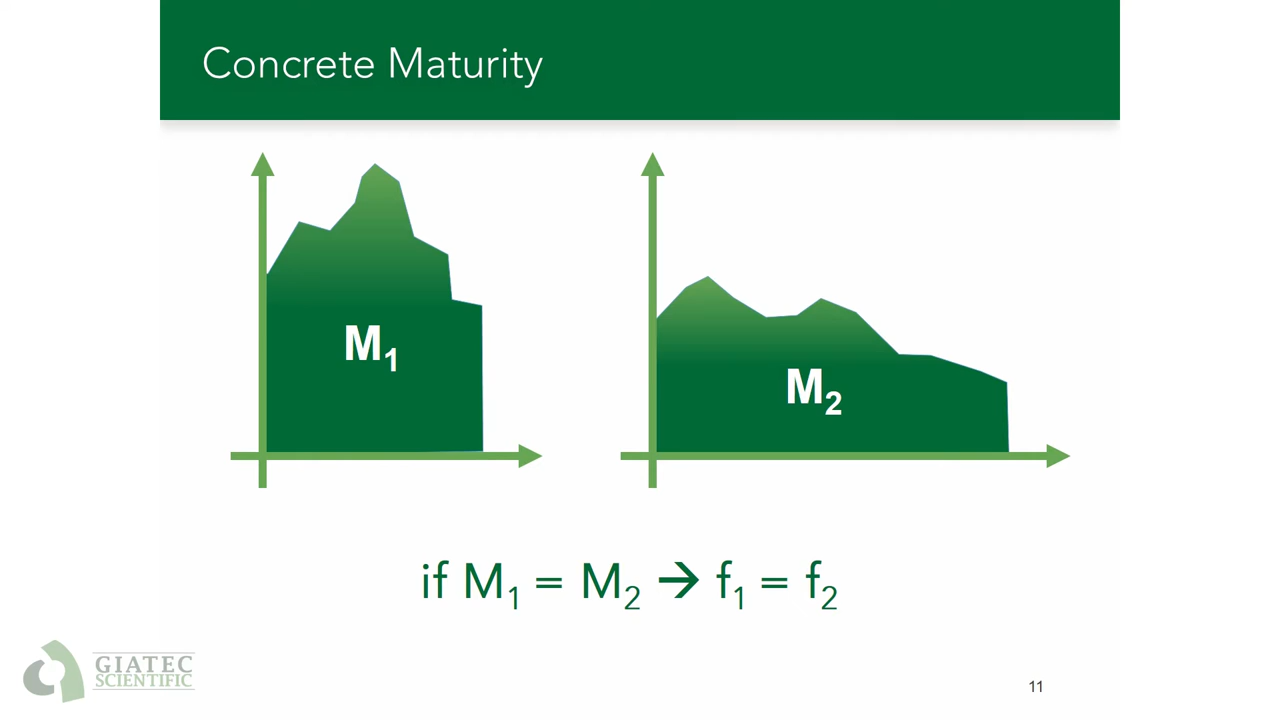 Concrete Maturity
M₁
M₂
if M₁ = M₂ → f₁ = f₂
GIATEC
SCIENTIFIC
11